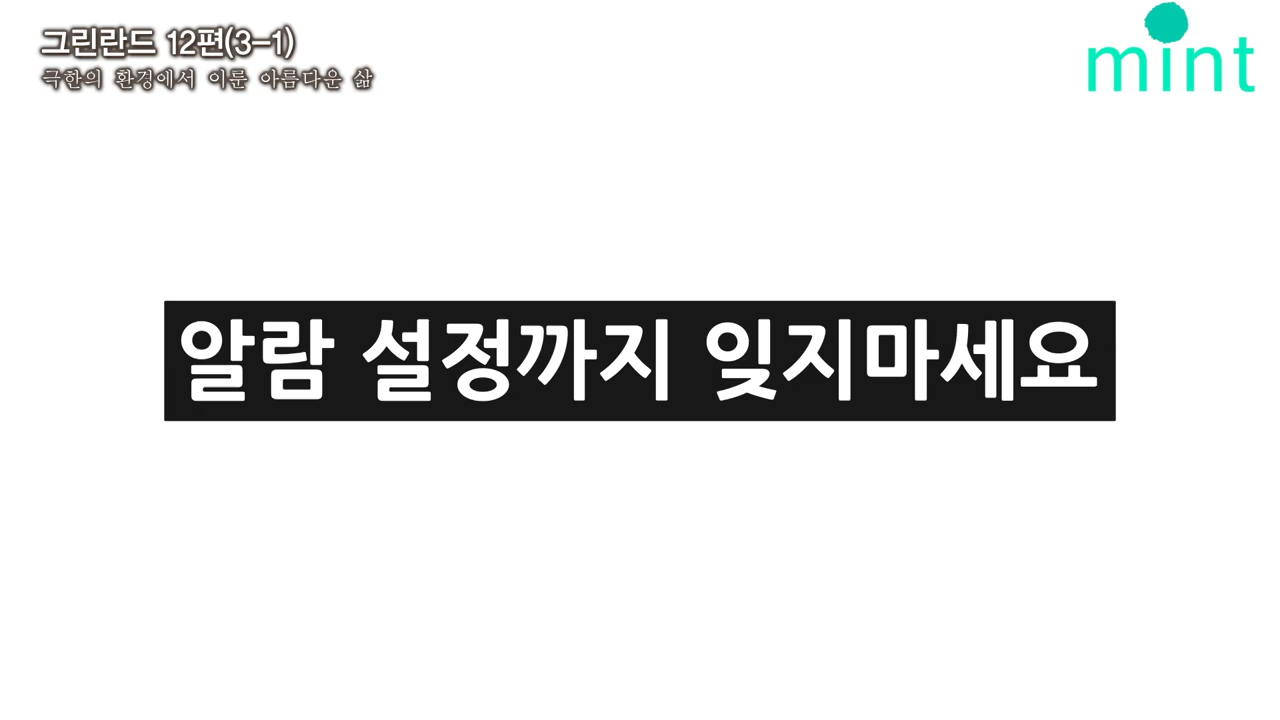 그린란드 12편(3-1)
극한의 환경에서 이룬 아름다운 삶
mint
알람 설정까지 잊지마세요